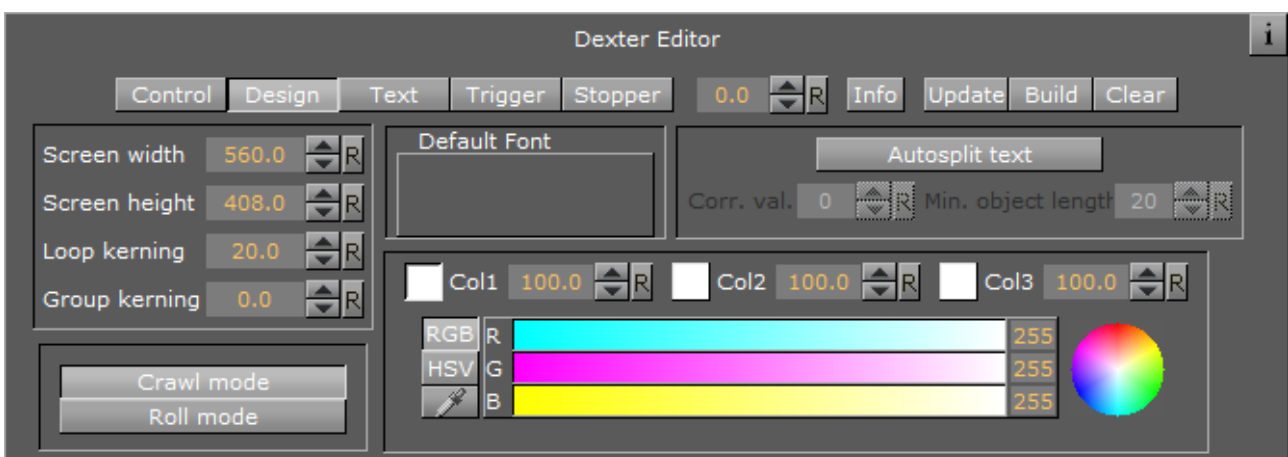 Dexter Editor i
Control Design Text Trigger Stopper 0.0 R Info Update Build Clear
Screen width 560.0 R
Screen height 408.0 R
Loop kerning 20.0 R
Group kerning 0.0 R
Crawl mode
Roll mode
Default Font
Autosplit text
Corr. val. 0 R Min. object length 20 R
Col1 100.0 R Col2 100.0 R Col3 100.0 R
RGB R 255
HSV G 255
B 255